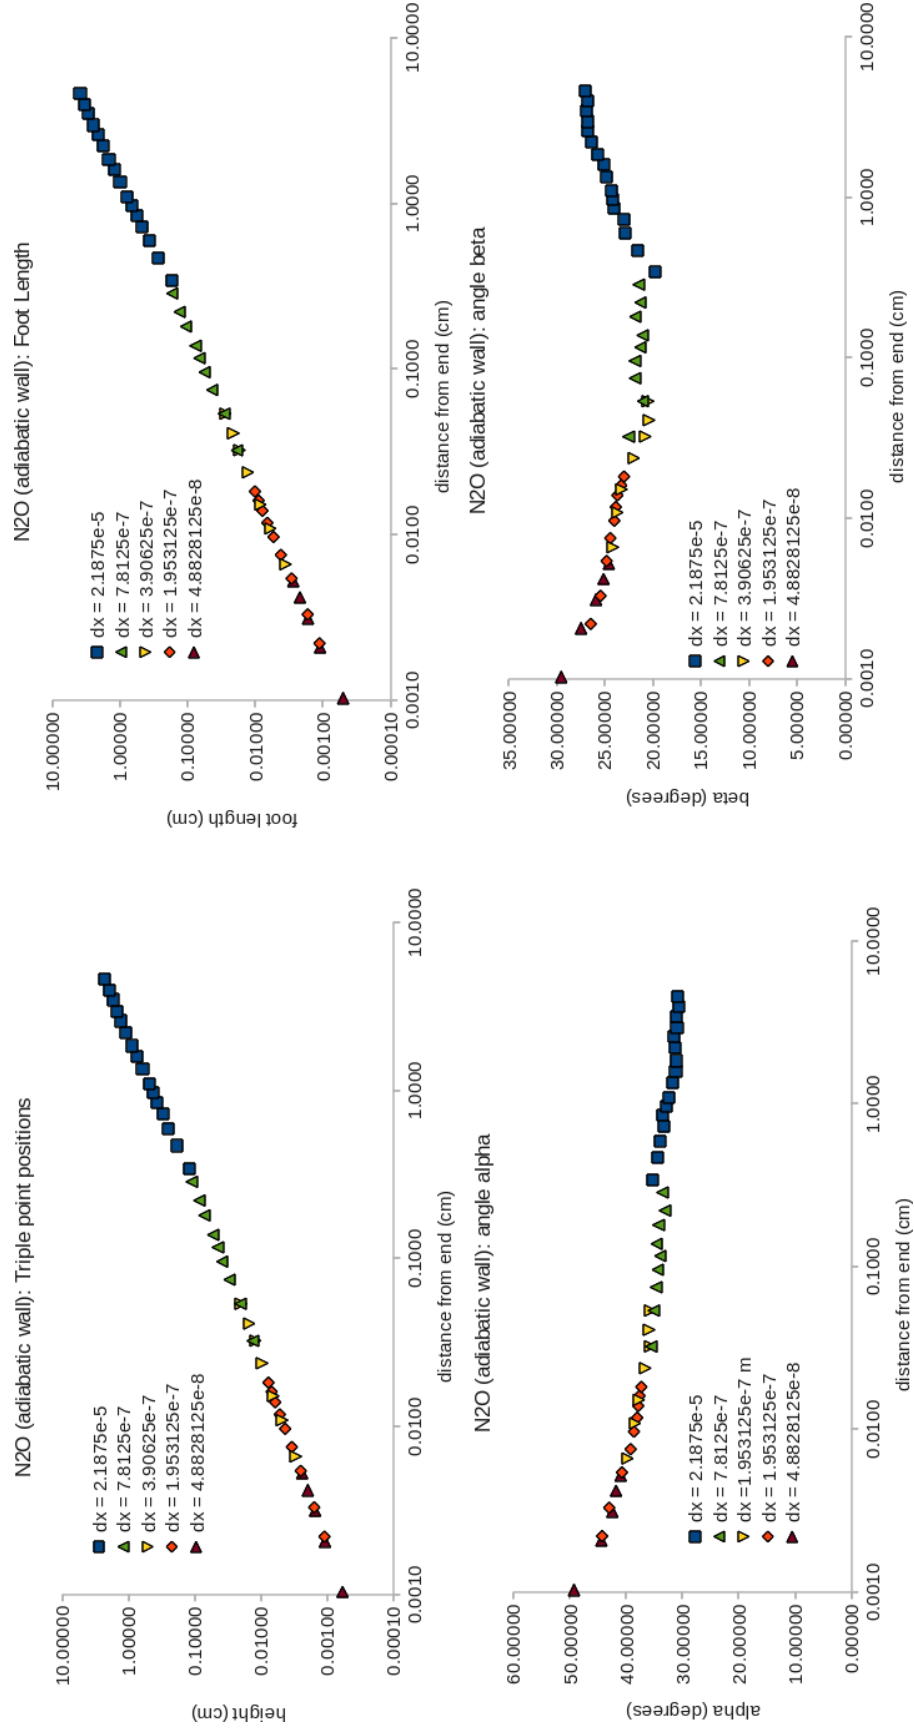 N2O (adiabatic wall): Triple point positions
height (cm)
10.00000
1.00000
0.10000
0.01000
0.00100
0.00010
dx = 2.1875e-5
dx = 7.8125e-7
dx = 3.90625e-7
dx = 1.953125e-7
dx = 4.8828125e-8
0.0010
0.0100
0.1000
1.0000
10.0000
distance from end (cm)
N2O (adiabatic wall): Foot Length
foot length (cm)
10.00000
1.00000
0.10000
0.01000
0.00100
0.00010
dx = 2.1875e-5
dx = 7.8125e-7
dx = 3.90625e-7
dx = 1.953125e-7
dx = 4.8828125e-8
0.0010
0.0100
0.1000
1.0000
10.0000
distance from end (cm)
N2O (adiabatic wall): angle alpha
alpha (degrees)
60.00000
50.00000
40.00000
30.00000
20.00000
10.00000
0.00000
dx = 2.1875e-5
dx = 7.8125e-7
dx =1.953125e-7 m
dx = 1.953125e-7
dx = 4.8828125e-8
0.0010
0.0100
0.1000
1.0000
10.0000
distance from end (cm)
N2O (adiabatic wall): angle beta
beta (degrees)
35.00000
30.00000
25.00000
20.00000
15.00000
10.00000
5.00000
0.00000
dx = 2.1875e-5
dx = 7.8125e-7
dx = 3.90625e-7
dx = 1.953125e-7
dx = 4.8828125e-8
0.0010
0.0100
0.1000
1.0000
10.0000
distance from end (cm)